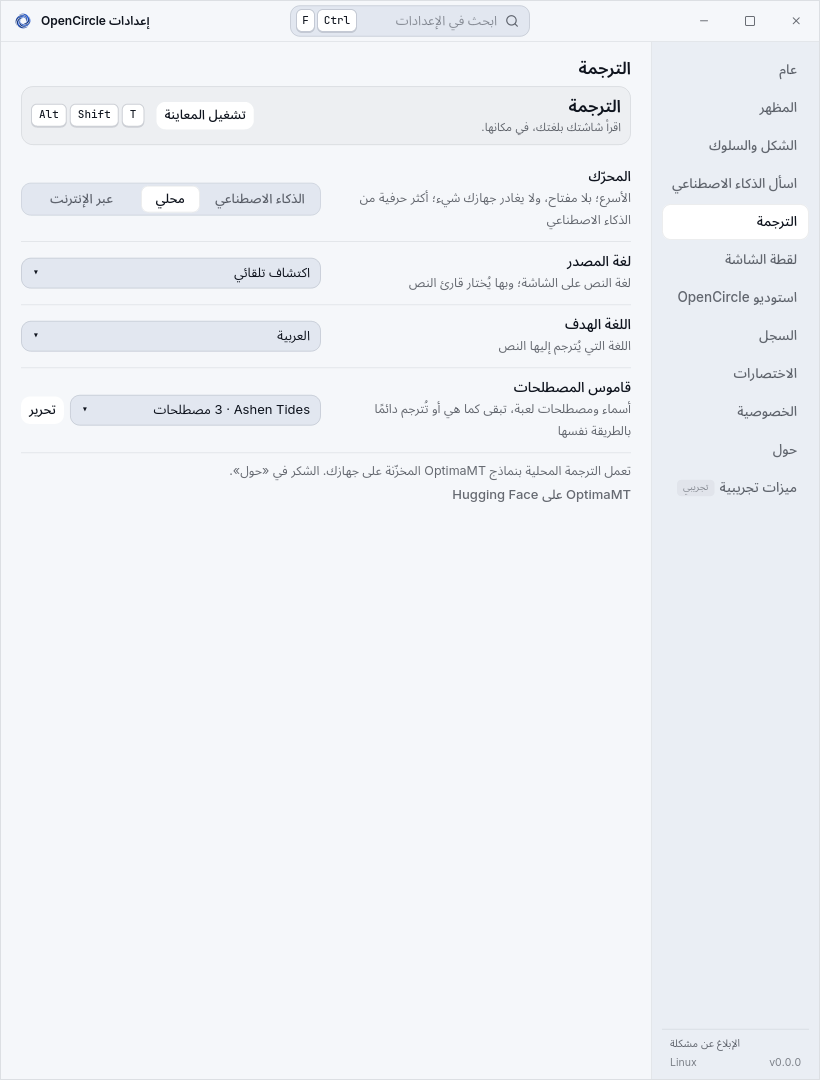 إعدادات OpenCircle
ابحث في الإعدادات
Ctrl F
عام
المظهر
الشكل والسلوك
اسأل الذكاء الاصطناعي
الترجمة
لقطة الشاشة
استوديو OpenCircle
السجل
الاختصارات
الخصوصية
حول
ميزات تجريبية تجريبي
الإبلاغ عن مشكلة
v0.0.0 Linux
الترجمة
الترجمة
اقرأ شاشتك بلغتك، في مكانها.
تشغيل المعاينة
Alt Shift T
المحرّك
الأسرع؛ بلا مفتاح، ولا يغادر جهازك شيء؛ أكثر حرفية من
الذكاء الاصطناعي
الذكاء الاصطناعي محلي عبر الإنترنت
لغة المصدر
لغة النص على الشاشة؛ وبها يُختار قارئ النص
اكتشاف تلقائي
اللغة الهدف
اللغة التي يُترجم إليها النص
العربية
قاموس المصطلحات
أسماء ومصطلحات لعبة، تبقى كما هي أو تُترجم دائمًا
بالطريقة نفسها
Ashen Tides · 3 مصطلحات
تحرير
تعمل الترجمة المحلية بنماذج OptimaMT المخزّنة على جهازك. الشكر في «حول».
OptimaMT على Hugging Face